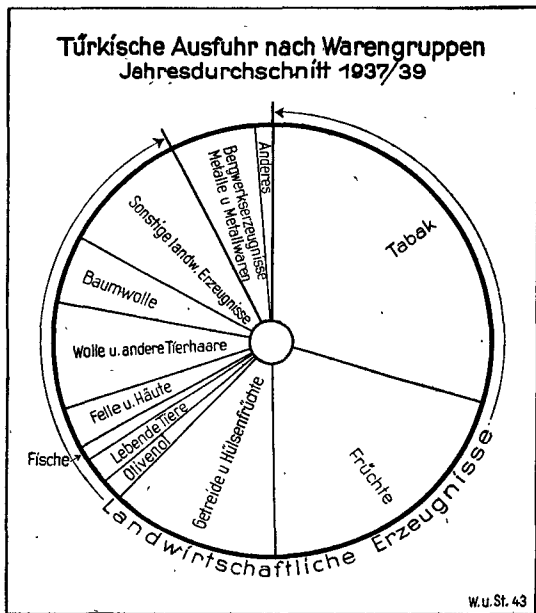 Türkische Ausfuhr nach Warengruppen
Jahresdurchschnitt 1937/39
Anderes
Bergwerkserzeugnisse
Metalle u Metallwaren
Sonstige landw. Erzeugnisse
Baumwolle
Wolle u. andere Tierhaare
Felle u. Häute
Fische
Lebende Tiere
Olivenöl
Getreide u Hülsenfrüchte
Früchte
Tabak
Landwirtschaftliche Erzeugnisse
W.u.St. 43